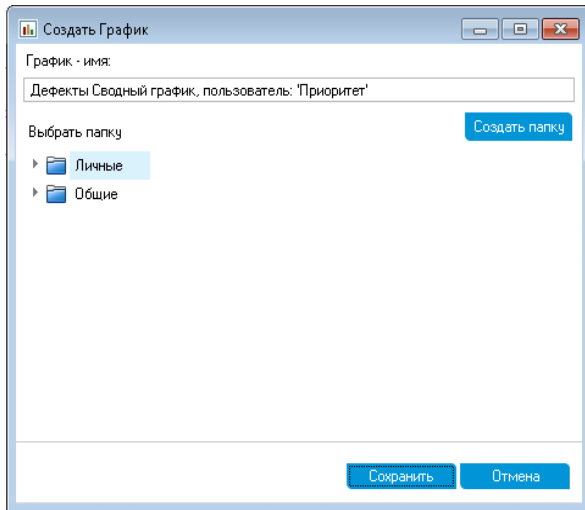 Создать График
График - имя:
Дефекты Сводный график, пользователь: 'Приоритет'
Выбрать папку
Создать папку
Личные
Общие
Сохранить
Отмена